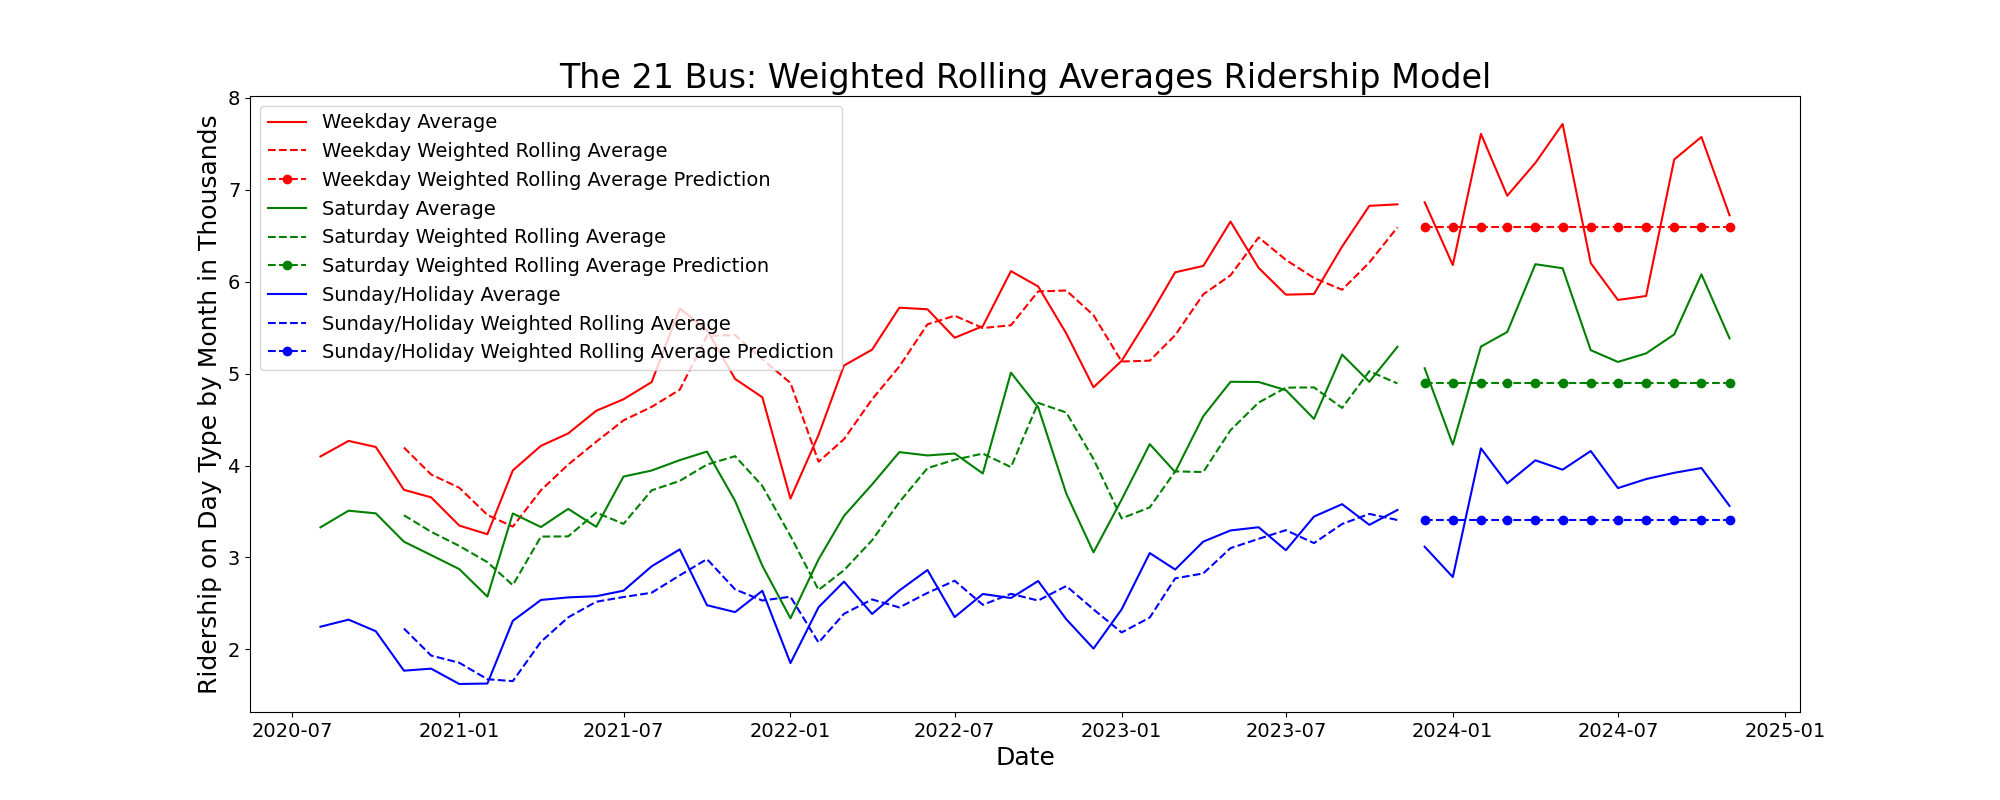 The 21 Bus: Weighted Rolling Averages Ridership Model
Ridership on Day Type by Month in Thousands
8
7
6
5
4
3
2
Weekday Average
Weekday Weighted Rolling Average
Weekday Weighted Rolling Average Prediction
Saturday Average
Saturday Weighted Rolling Average
Saturday Weighted Rolling Average Prediction
Sunday/Holiday Average
Sunday/Holiday Weighted Rolling Average
Sunday/Holiday Weighted Rolling Average Prediction
2020-07 2021-01 2021-07 2022-01 2022-07 2023-01 2023-07 2024-01 2024-07 2025-01
Date